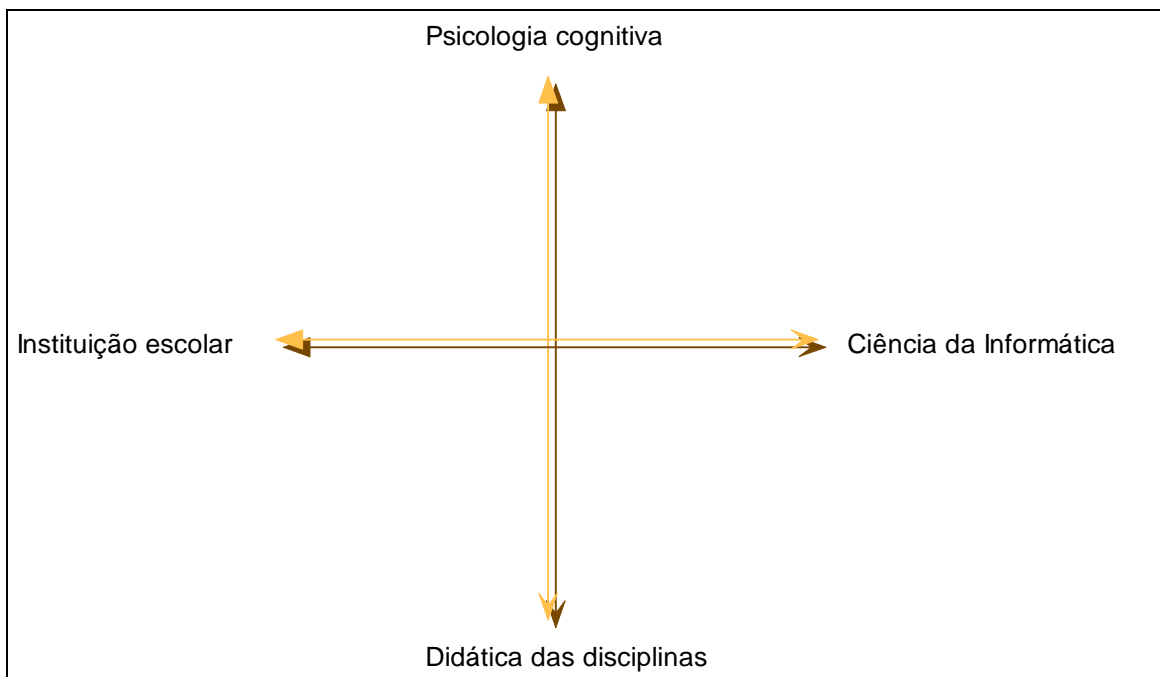 Psicologia cognitiva
Instituição escolar
Ciência da Informática
Didática das disciplinas